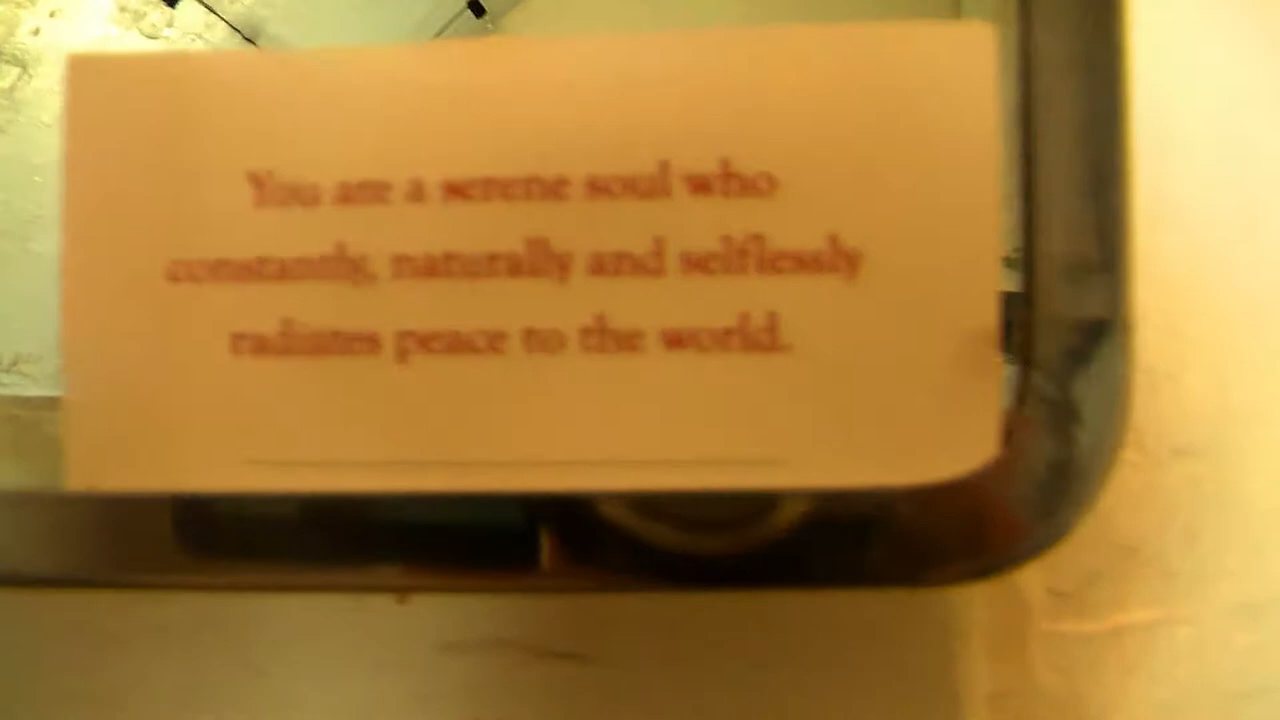 You are a serene soul who
constantly, naturally and selflessly
radiates peace to the world.